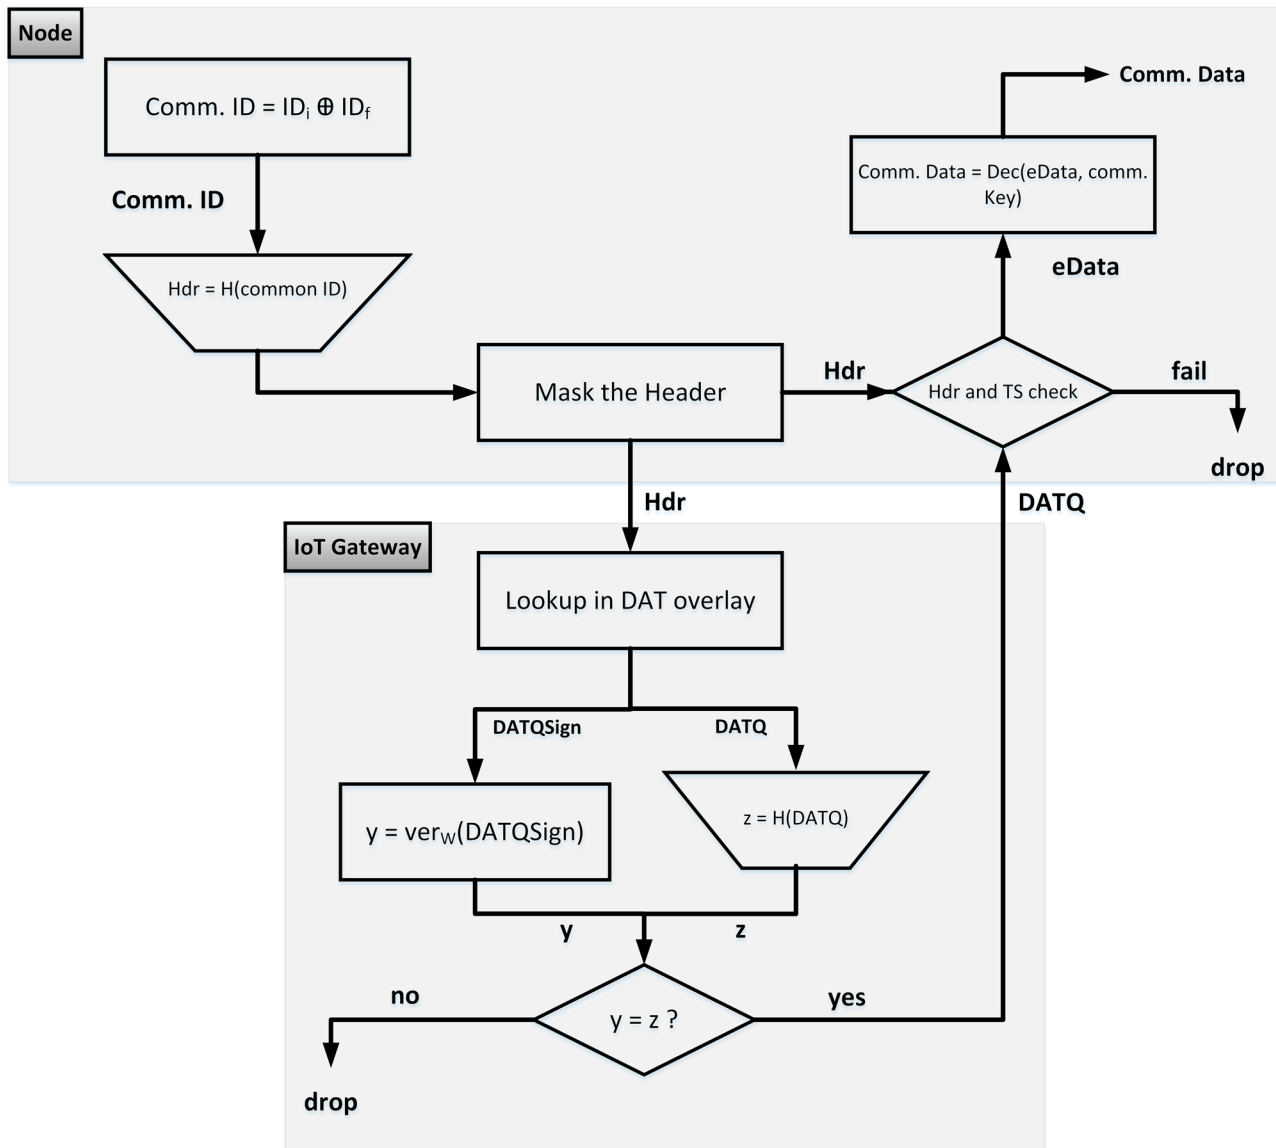 Node
Comm. ID = IDi ⊕ IDf
Comm. Data
Comm. Data = Dec(eData, comm.
Key)
Comm. ID
eData
Hdr = H(common ID)
Mask the Header
Hdr
Hdr and TS check
fail
drop
Hdr
DATQ
IoT Gateway
Lookup in DAT overlay
DATQSign
DATQ
y = verW(DATQSign)
z = H(DATQ)
y
z
no
y = z ?
yes
drop